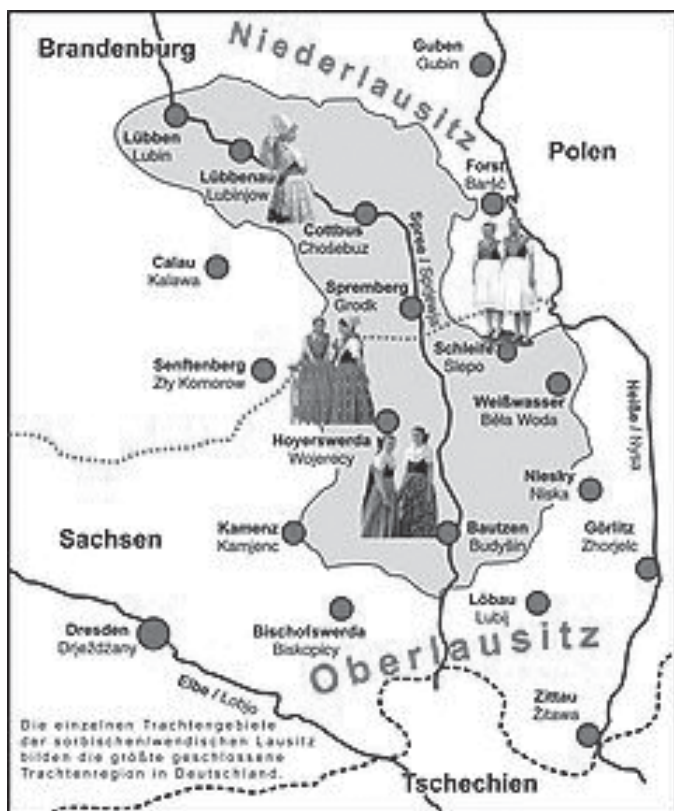 Brandenburg
Niederlausitz
Guben
Gubin
Lübben
Lubin
Polen
Lübbenau
Lubinjow
Forst
Baršć
Cottbus
Chośebuz
Spree /
Calau
Kalawa
Spremberg
Grodk
Schleife
Slepo
Senftenberg
Zły Komorow
Weißwasser
Běła Woda
Neiße / Nysa
Hoyerswerda
Wojerecy
Niesky
Niska
Sachsen
Kamenz
Kamjenc
Bautzen
Budyšin
Görlitz
Zhorjelc
Löbau
Lubij
Dresden
Drježdźany
Bischofswerda
Biskopicy
Oberlausitz
Elbe / Łobjo
Zittau
Žitawa
Die einzelnen Trachtengebiete
der sorbischen/wendischen Lausitz
bilden die größte geschlossene
Trachtenregion in Deutschland.
Tschechien